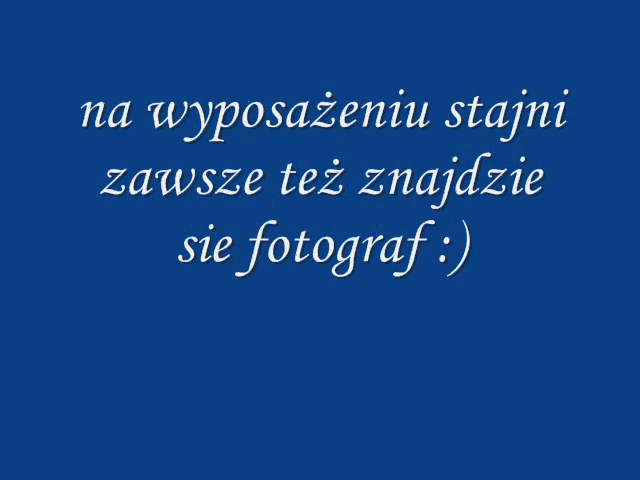 na wyposażeniu stajni
zawsze też znajdzie
sie fotograf :)